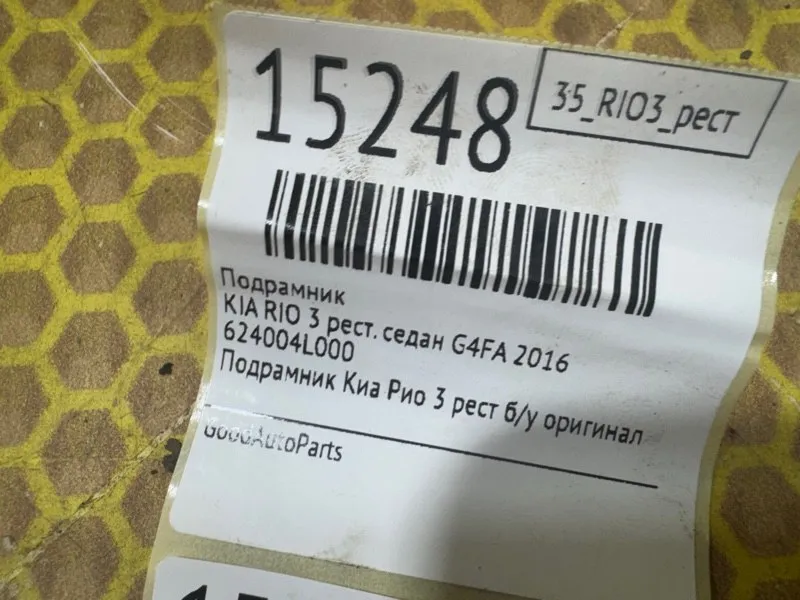 15248
35_RIO3_рест
Подрамник
KIA RIO 3 рест. седан G4FA 2016
624004L000
Подрамник Киа Рио 3 рест б/у оригинал
GoodAutoParts